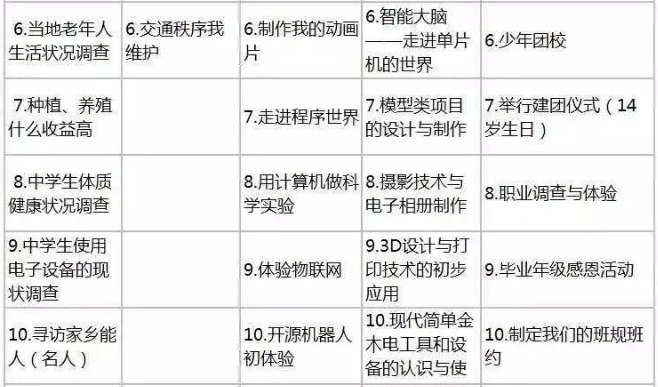 6.当地老年人
生活状况调查
6.交通秩序我
维护
6.制作我的动画
片
6.智能大脑
——走进单片
机的世界
6.少年团校
7.种植、养殖
什么收益高
7.走进程序世界
7.模型类项目
的设计与制作
7.举行建团仪式（14
岁生日）
8.中学生体质
健康状况调查
8.用计算机做科
学实验
8.摄影技术与
电子相册制作
8.职业调查与体验
9.中学生使用
电子设备的现
状调查
9.体验物联网
9.3D设计与打
印技术的初步
应用
9.毕业年级感恩活动
10.寻访家乡能
人（名人）
10.开源机器人
初体验
10.现代简单金
木电工具和设
备的认识与使
10.制定我们的班规班
约